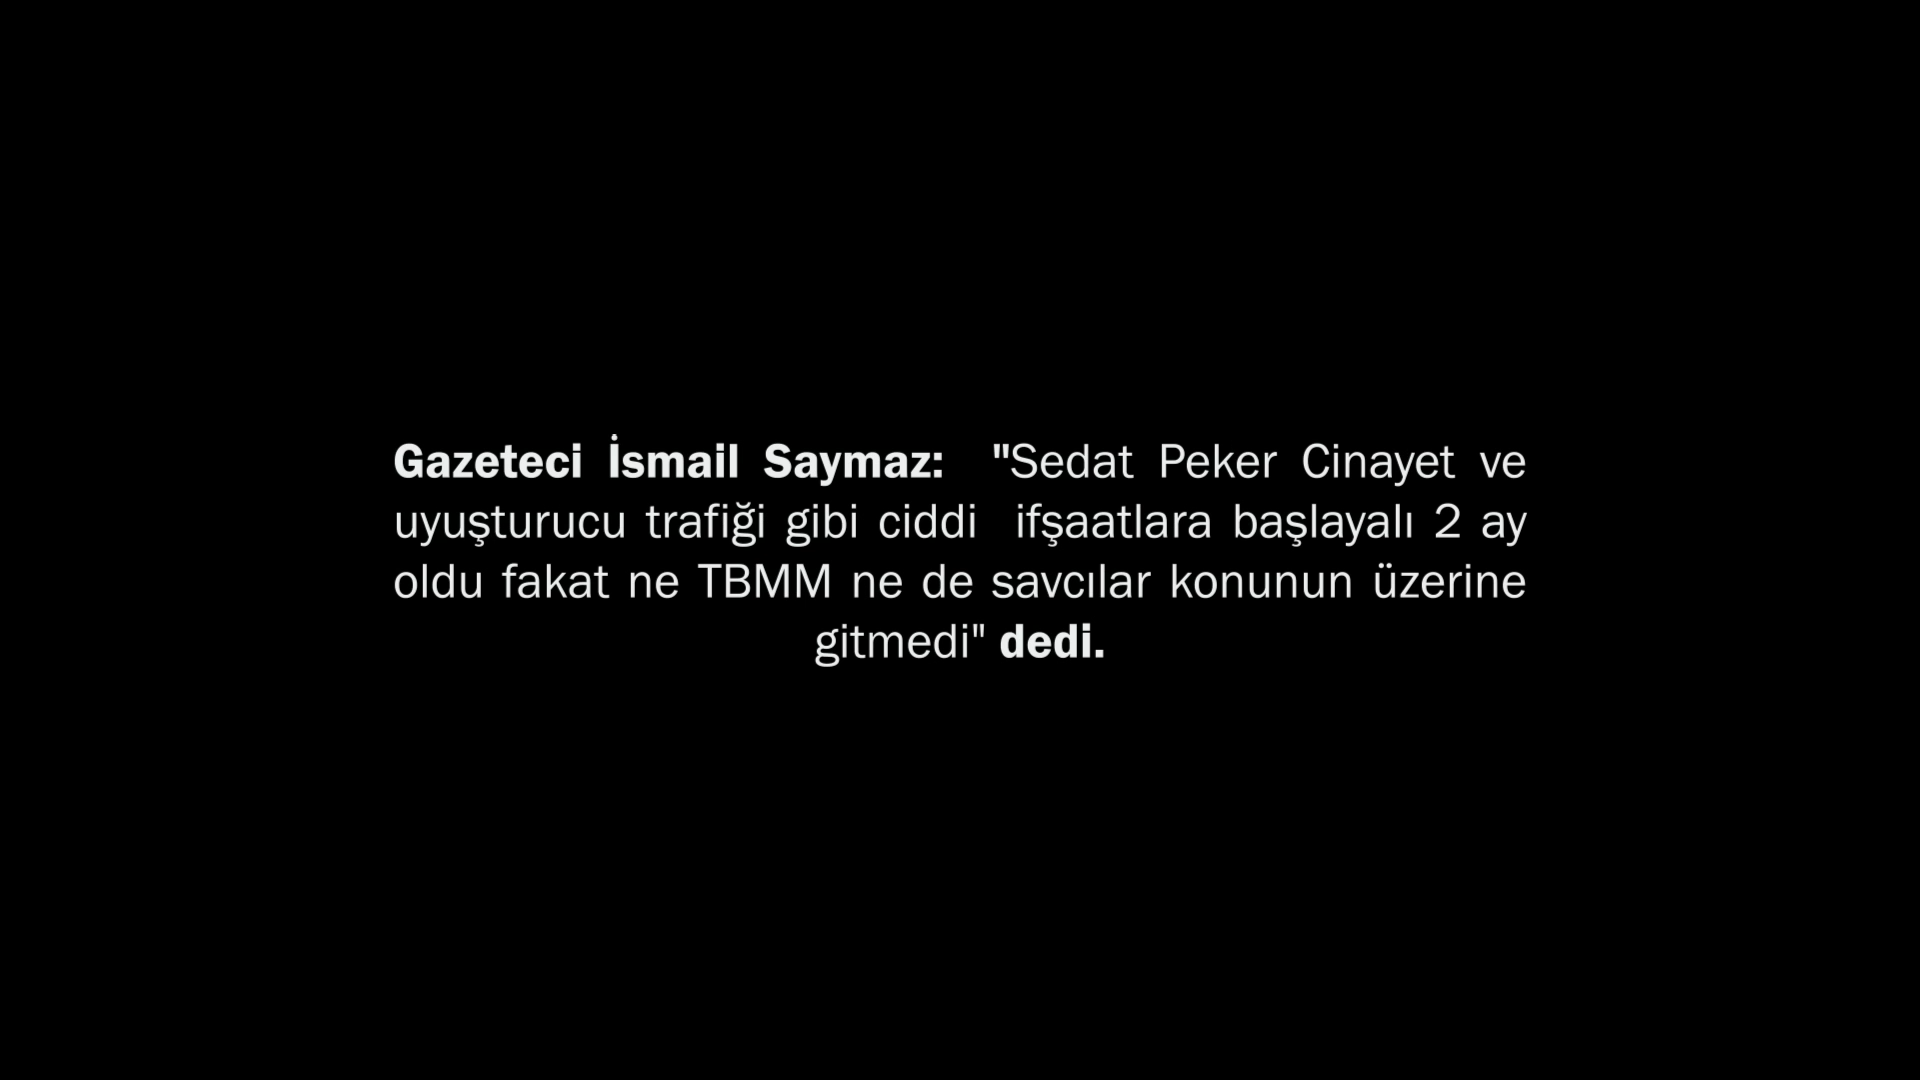 Gazeteci İsmail Saymaz: "Sedat Peker Cinayet ve
uyuşturucu trafiği gibi ciddi ifşaatlara başlayalı 2 ay
oldu fakat ne TBMM ne de savcılar konunun üzerine
gitmedi" dedi.